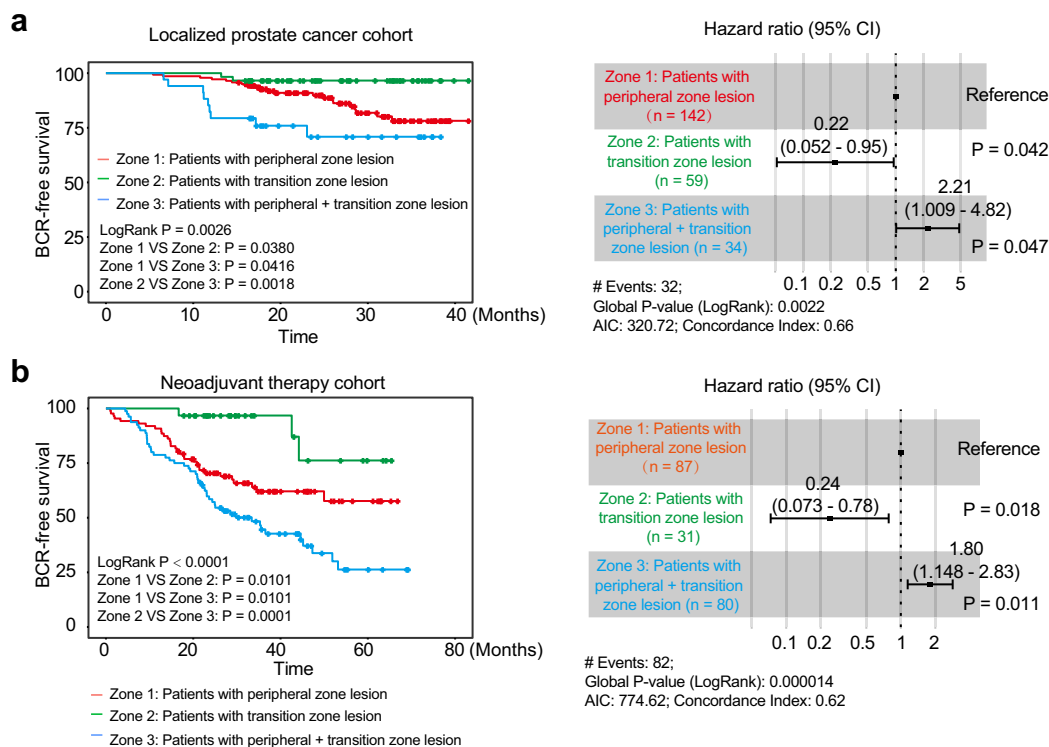 a
Localized prostate cancer cohort
BCR-free survival
100
75
50
25
0
Zone 1: Patients with peripheral zone lesion
Zone 2: Patients with transition zone lesion
Zone 3: Patients with peripheral + transition zone lesion
LogRank P = 0.0026
Zone 1 VS Zone 2: P = 0.0380
Zone 1 VS Zone 3: P = 0.0416
Zone 2 VS Zone 3: P = 0.0018
0 10 20 30 40 (Months)
Time
Hazard ratio (95% CI)
Zone 1: Patients with
peripheral zone lesion
(n = 142)
Reference
Zone 2: Patients with
transition zone lesion
(n = 59)
0.22
(0.052 - 0.95)
P = 0.042
Zone 3: Patients with
peripheral + transition
zone lesion (n = 34)
2.21
(1.009 - 4.82)
P = 0.047
0.1 0.2 0.5 1 2 5
# Events: 32;
Global P-value (LogRank): 0.0022
AIC: 320.72; Concordance Index: 0.66
b
Neoadjuvant therapy cohort
BCR-free survival
100
75
50
25
0
LogRank P < 0.0001
Zone 1 VS Zone 2: P = 0.0101
Zone 1 VS Zone 3: P = 0.0101
Zone 2 VS Zone 3: P = 0.0001
0 20 40 60 80 (Months)
Time
Zone 1: Patients with peripheral zone lesion
Zone 2: Patients with transition zone lesion
Zone 3: Patients with peripheral + transition zone lesion
Hazard ratio (95% CI)
Zone 1: Patients with
peripheral zone lesion
(n = 87)
Reference
Zone 2: Patients with
transition zone lesion
(n = 31)
0.24
(0.073 - 0.78)
P = 0.018
Zone 3: Patients with
peripheral + transition
zone lesion (n = 80)
1.80
(1.148 - 2.83)
P = 0.011
0.1 0.2 0.5 1 2
# Events: 82;
Global P-value (LogRank): 0.000014
AIC: 774.62; Concordance Index: 0.62